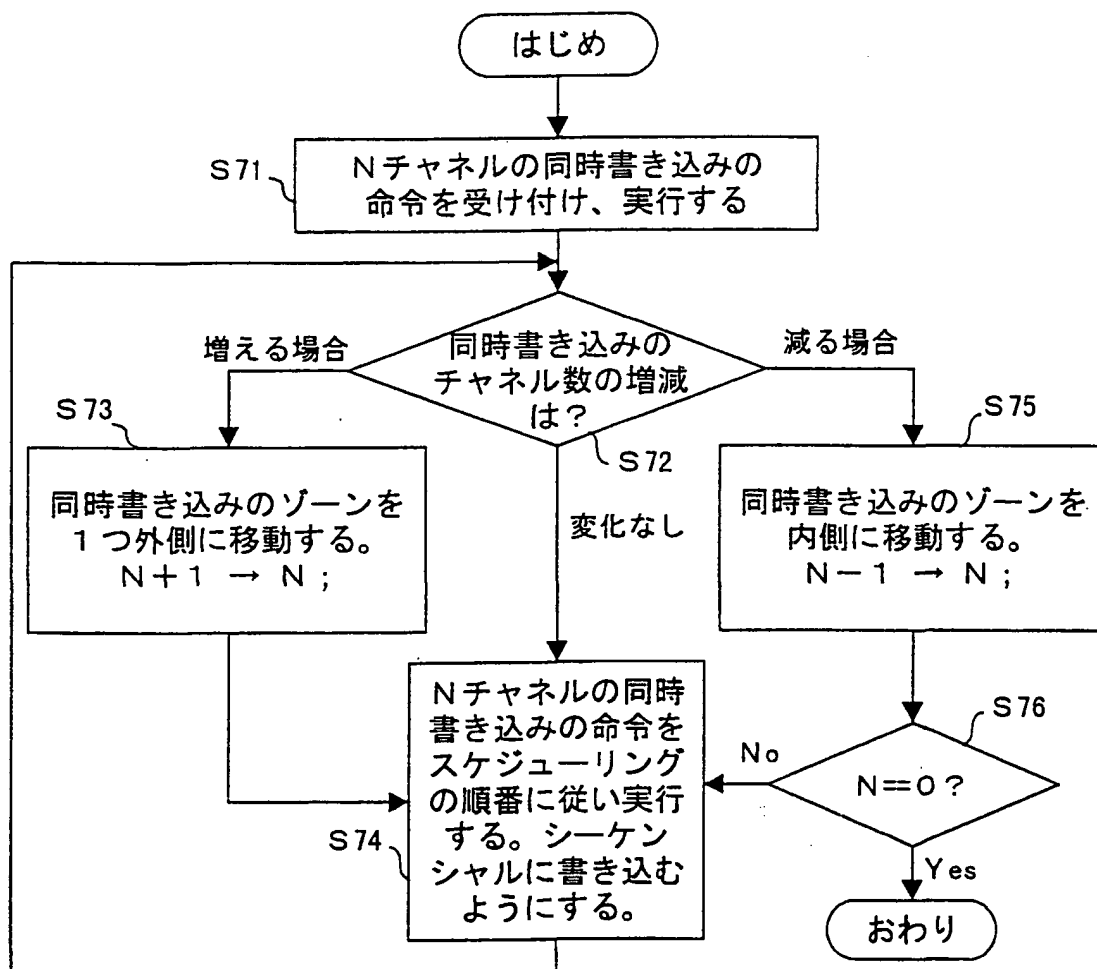 はじめ
S71
Nチャネルの同時書き込みの
命令を受け付け、実行する
増える場合
同時書き込みの
チャネル数の増減
は?
減る場合
S72
S73
同時書き込みのゾーンを
1つ外側に移動する。
N+1 → N ;
変化なし
S75
同時書き込みのゾーンを
内側に移動する。
N-1 → N ;
S74
Nチャネルの同時
書き込みの命令を
スケジューリング
の順番に従い実行
する。シーケン
シャルに書き込む
ようにする。
S76
N==0?
No
Yes
おわり